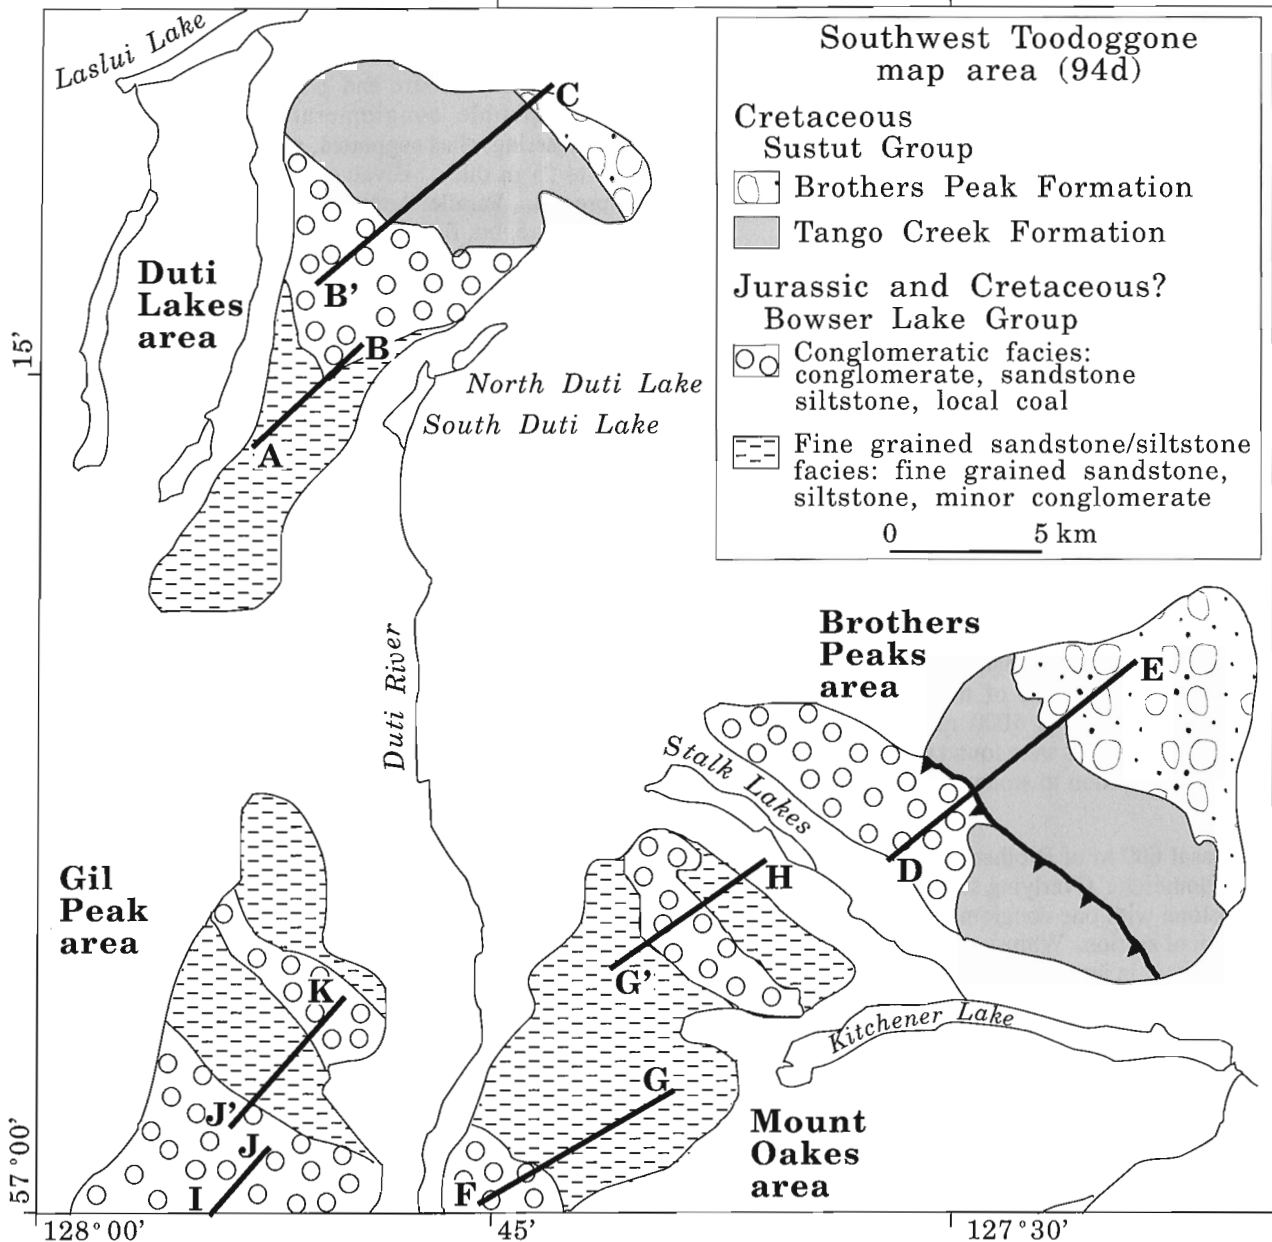 Laslui Lake
C
Southwest Toodoggone
map area (94d)
Cretaceous
Sustut Group
Brothers Peak Formation
Tango Creek Formation
Jurassic and Cretaceous?
Bowser Lake Group
Conglomeratic facies:
conglomerate, sandstone
siltstone, local coal
Fine grained sandstone/siltstone
facies: fine grained sandstone,
siltstone, minor conglomerate
0 5 km
Duti
Lakes
area
B'
B
A
15'
North Duti Lake
South Duti Lake
Duti River
Brothers
Peaks
area
E
D
Stalk Lakes
H
G'
G
F
Kitchener Lake
Mount
Oakes
area
Gil
Peak
area
K
J'
J
I
57°00'
128°00'
45'
127°30'